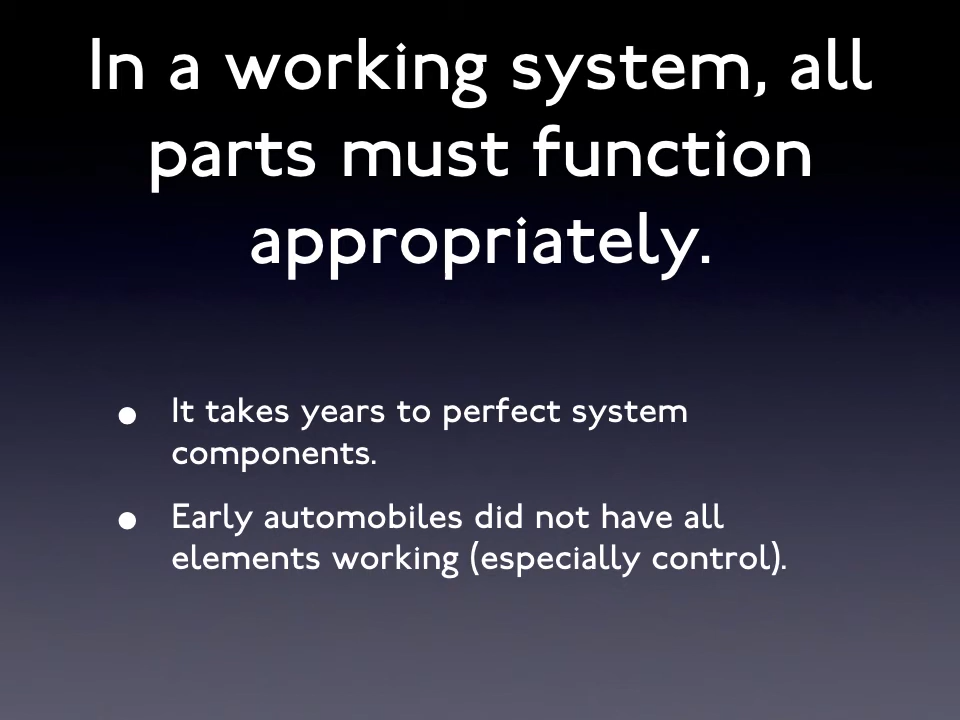 In a working system, all
parts must function
appropriately.
• It takes years to perfect system
components.
• Early automobiles did not have all
elements working (especially control).